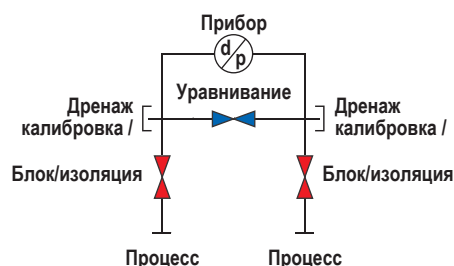 Прибор
d/p
Уравнивание
Дренаж
калибровка /
Дренаж
калибровка /
Блок/изоляция
Блок/изоляция
Процесс
Процесс